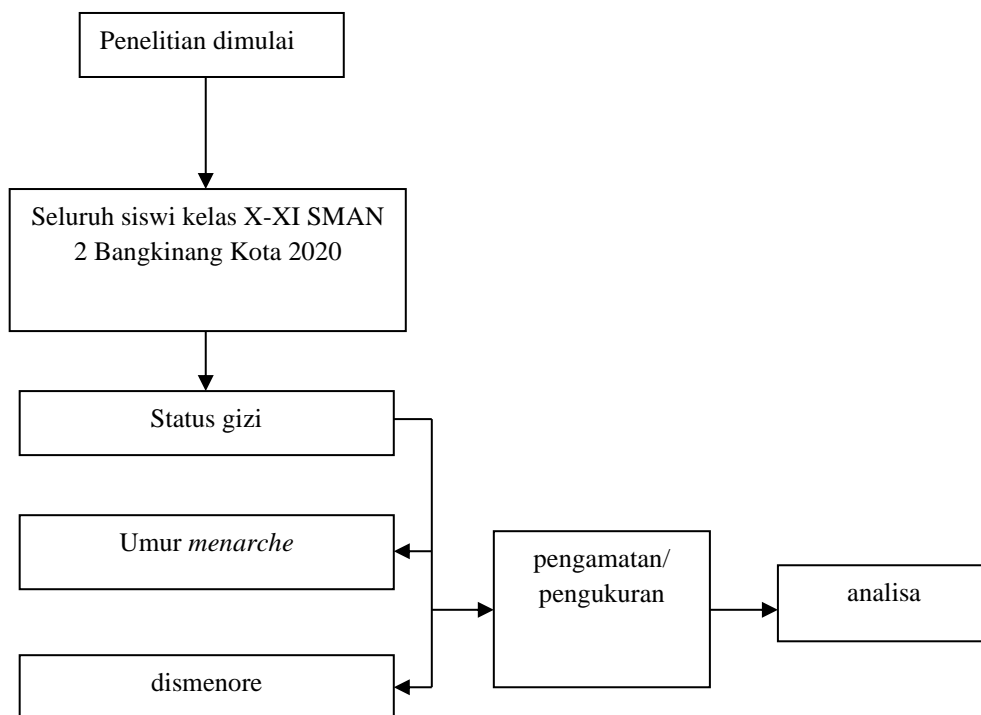 Penelitian dimulai
Seluruh siswi kelas X-XI SMAN
2 Bangkinang Kota 2020
Status gizi
Umur menarche
dismenore
pengamatan/
pengukuran
analisa